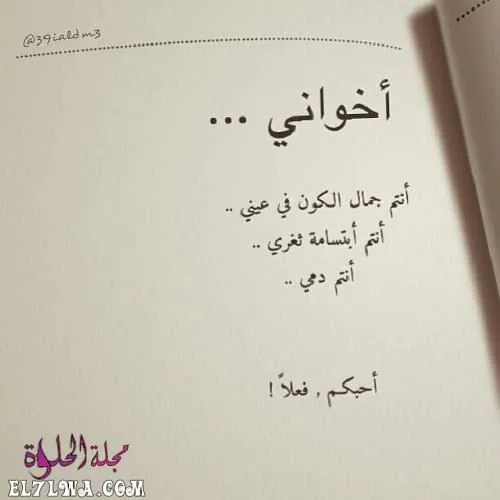 @39ialdm3
أخواني ...
أنتم جمال الكون في عيني ..
أنتم أبتسامة ثغري ..
أنتم دمي ..
أحبكم , فعلاً !
مجلة الحلوة
EL7LWA.COM